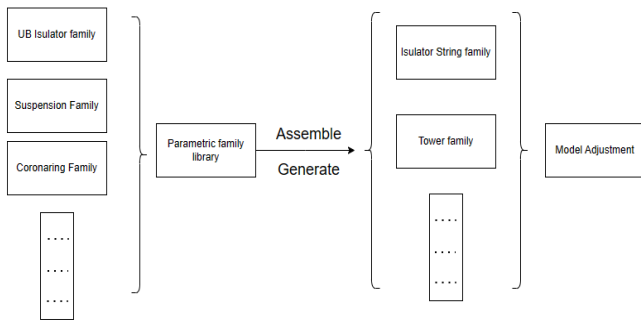 UB Isulator family
Suspension Family
Coronaring Family
. . . .
. . . .
. . . .
Parametric family
library
Assemble
Generate
Isulator String family
Tower family
. . . .
. . . .
. . . .
Model Adjustment